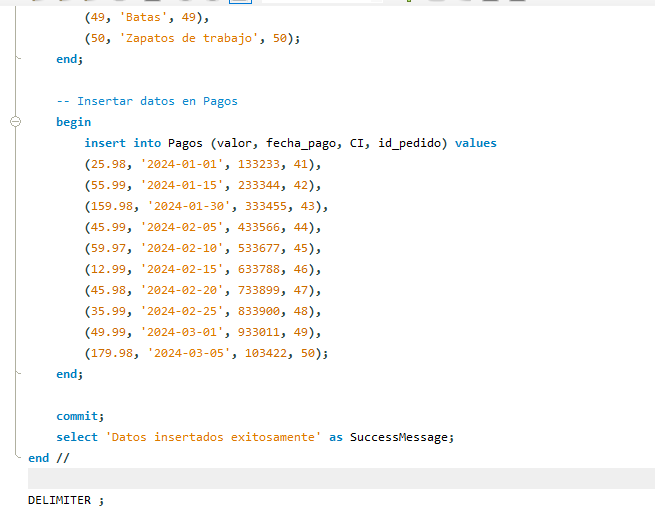 (49, 'Batas', 49),
(50, 'Zapatos de trabajo', 50);
end;
-- Insertar datos en Pagos
begin
insert into Pagos (valor, fecha_pago, CI, id_pedido) values
(25.98, '2024-01-01', 133233, 41),
(55.99, '2024-01-15', 233344, 42),
(159.98, '2024-01-30', 333455, 43),
(45.99, '2024-02-05', 433566, 44),
(59.97, '2024-02-10', 533677, 45),
(12.99, '2024-02-15', 633788, 46),
(45.98, '2024-02-20', 733899, 47),
(35.99, '2024-02-25', 833900, 48),
(49.99, '2024-03-01', 933011, 49),
(179.98, '2024-03-05', 103422, 50);
end;
commit;
select 'Datos insertados exitosamente' as SuccessMessage;
end //
DELIMITER ;